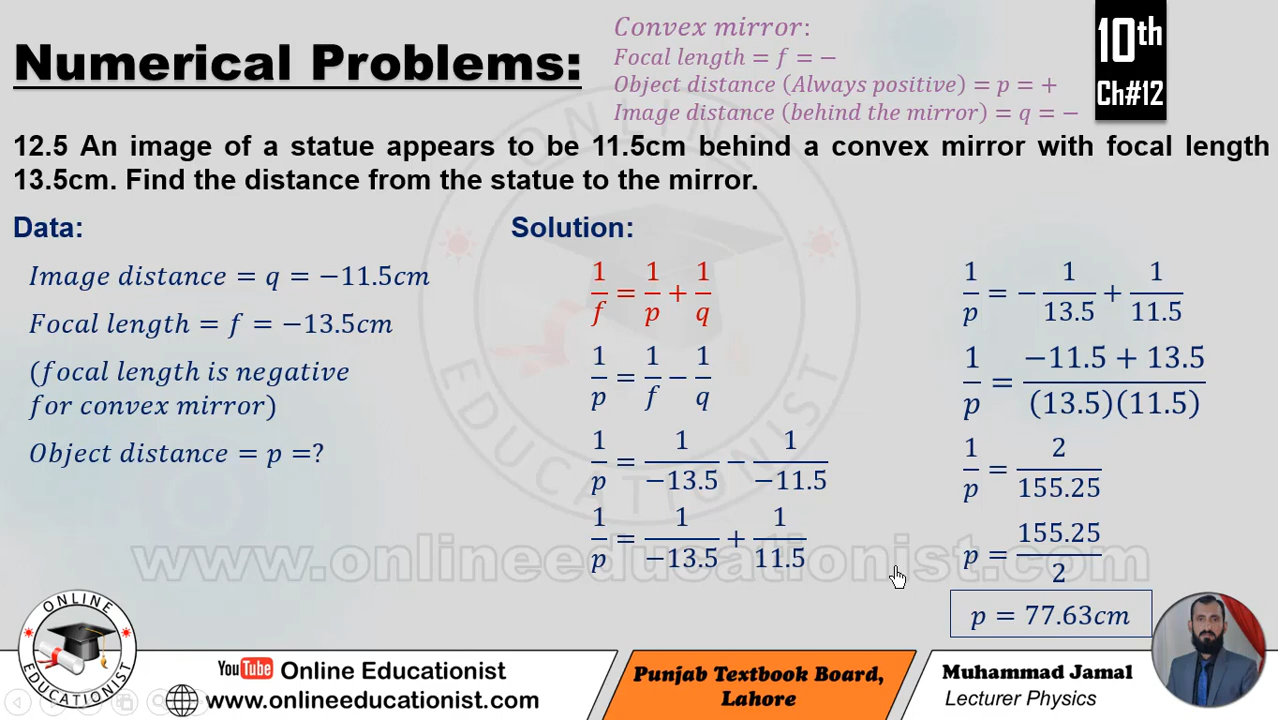 Numerical Problems:
Convex mirror:
Focal length = f = −
Object distance (Always positive) = p = +
Image distance (behind the mirror) = q = −
10th
Ch#12
12.5 An image of a statue appears to be 11.5cm behind a convex mirror with focal length
13.5cm. Find the distance from the statue to the mirror.
Data:
Image distance = q = −11.5cm
Focal length = f = −13.5cm
(focal length is negative
for convex mirror)
Object distance = p =?
Solution:
1/f = 1/p + 1/q
1/p = 1/f − 1/q
1/p = 1/−13.5 − 1/−11.5
1/p = 1/−13.5 + 1/11.5
1/p = − 1/13.5 + 1/11.5
1/p = −11.5 + 13.5/(13.5)(11.5)
1/p = 2/155.25
p = 155.25/2
p = 77.63cm
ONLINE
EDUCATIONIST
www.onlineeducationist.com
ONLINE
EDUCATIONIST
YouTube Online Educationist
www.onlineeducationist.com
Punjab Textbook Board,
Lahore
Muhammad Jamal
Lecturer Physics